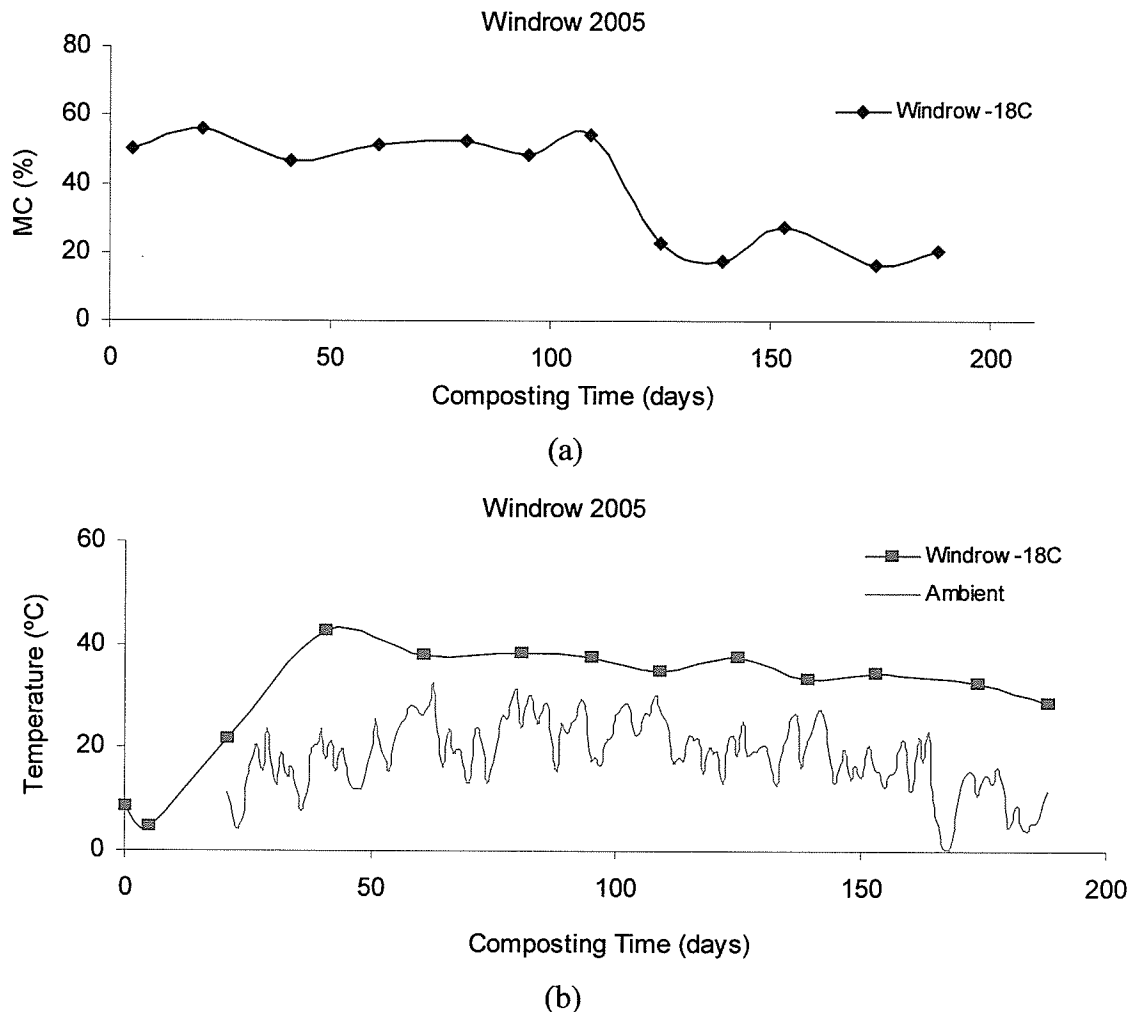 Windrow 2005
80
60
40
20
0
MC (%)
Windrow -18C
0 50 100 150 200
Composting Time (days)
(a)
Windrow 2005
60
40
20
0
Temperature (ºC)
Windrow -18C
Ambient
0 50 100 150 200
Composting Time (days)
(b)